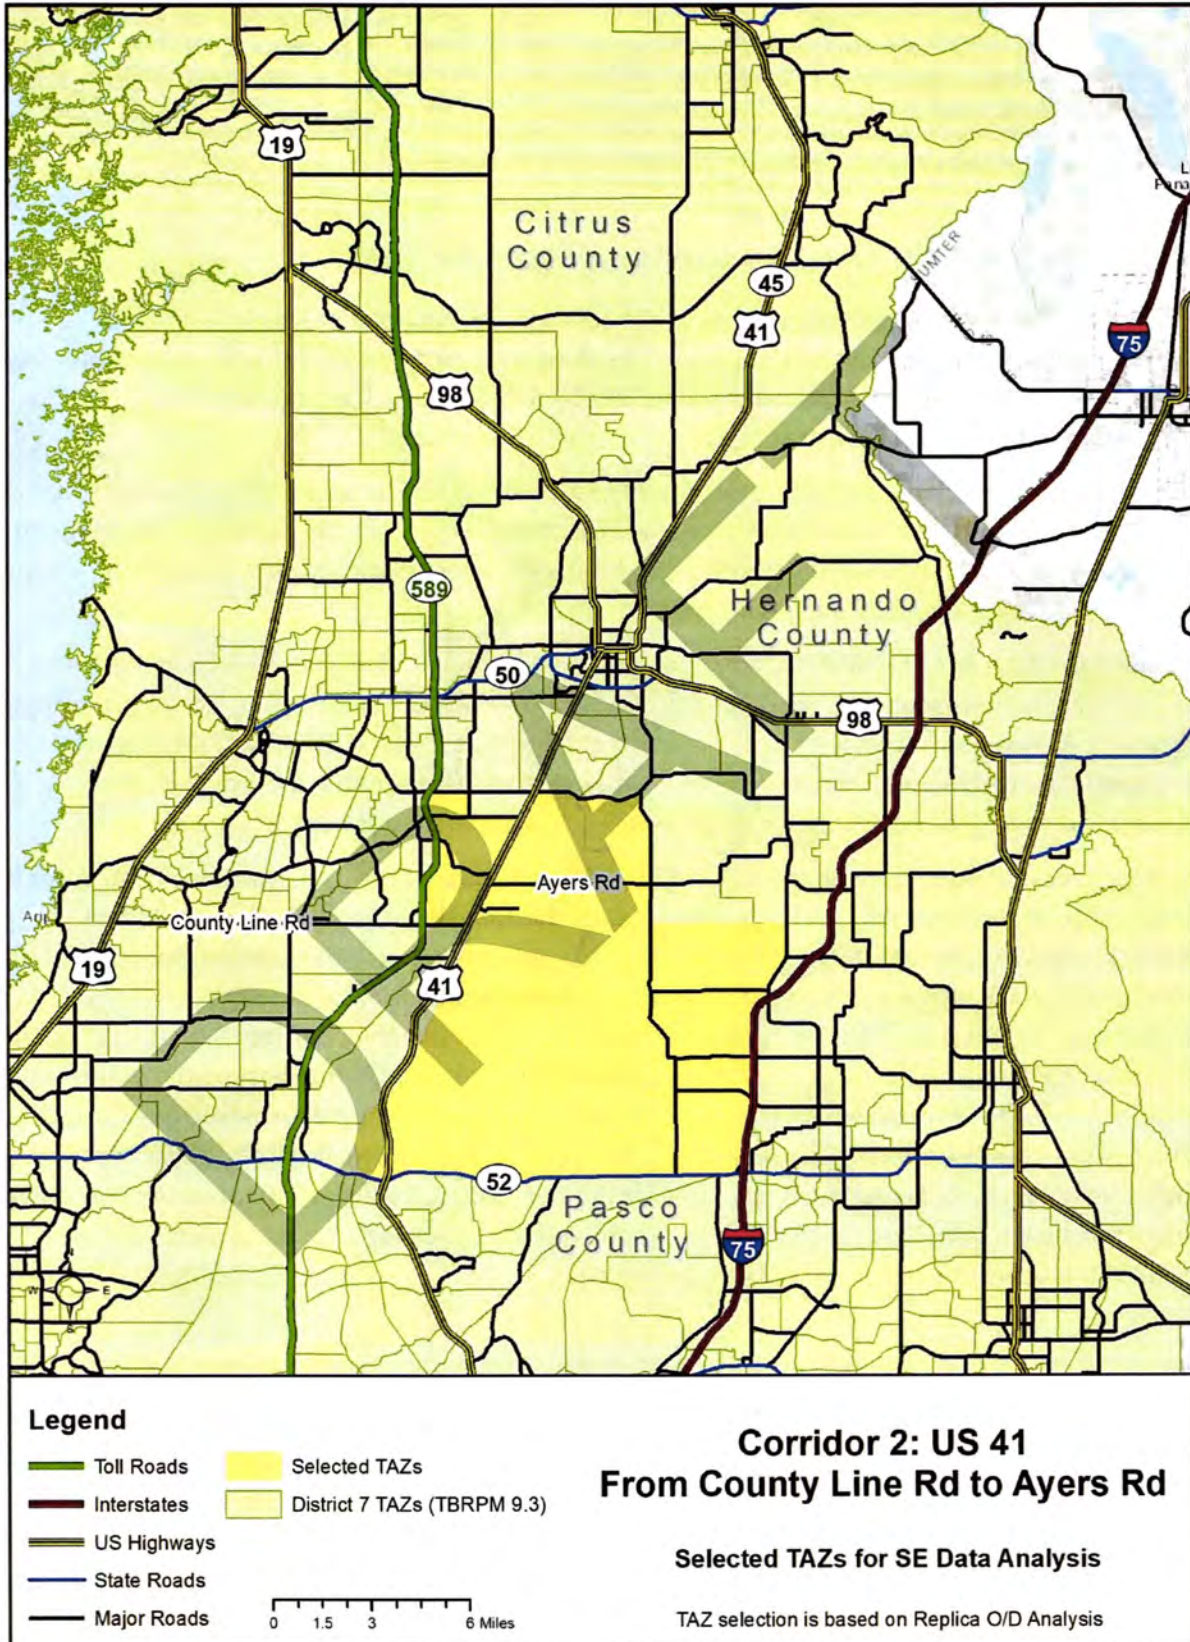 19
Citrus
County
45
41
UMTER
75
98
589
Hernando
County
50
98
Ayers Rd
County Line Rd
19
41
52
Pasco
County
75
DRAFT
W
E
Legend
Toll Roads
Interstates
US Highways
State Roads
Major Roads
Selected TAZs
District 7 TAZs (TBRPM 9.3)
0 1.5 3 6 Miles
Corridor 2: US 41
From County Line Rd to Ayers Rd
Selected TAZs for SE Data Analysis
TAZ selection is based on Replica O/D Analysis